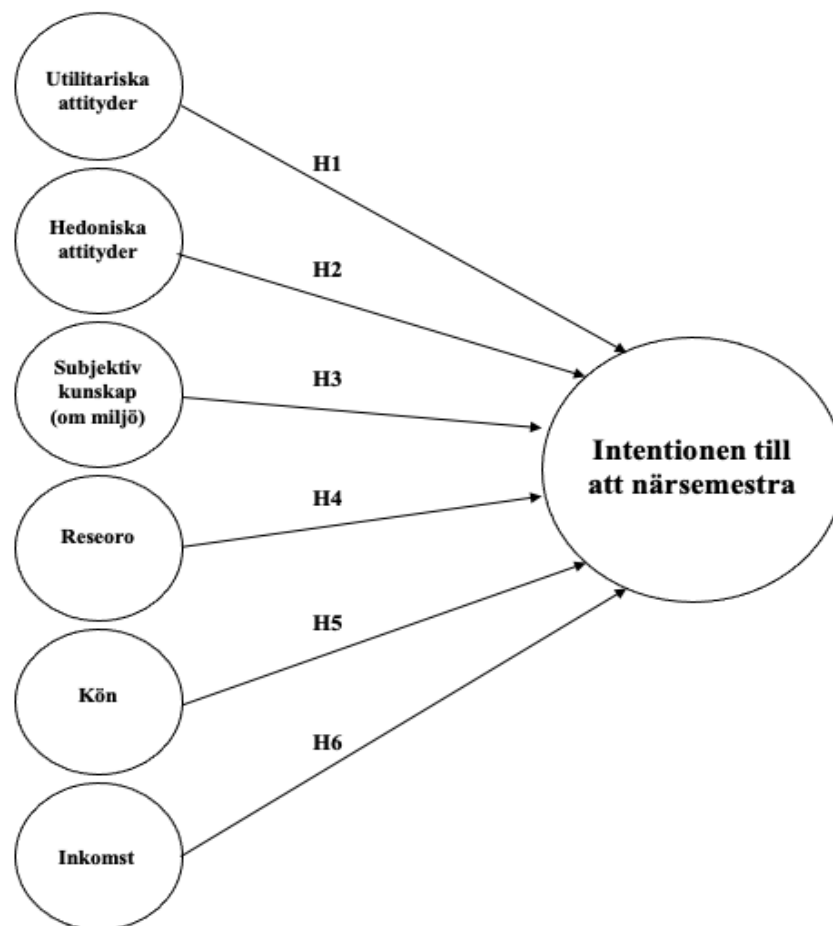 Utilitariska
attityder
H1
Hedoniska
attityder
H2
Subjektiv
kunskap
(om miljö)
H3
Intentionen till
att närsemestra
Reseoro
H4
Kön
H5
Inkomst
H6